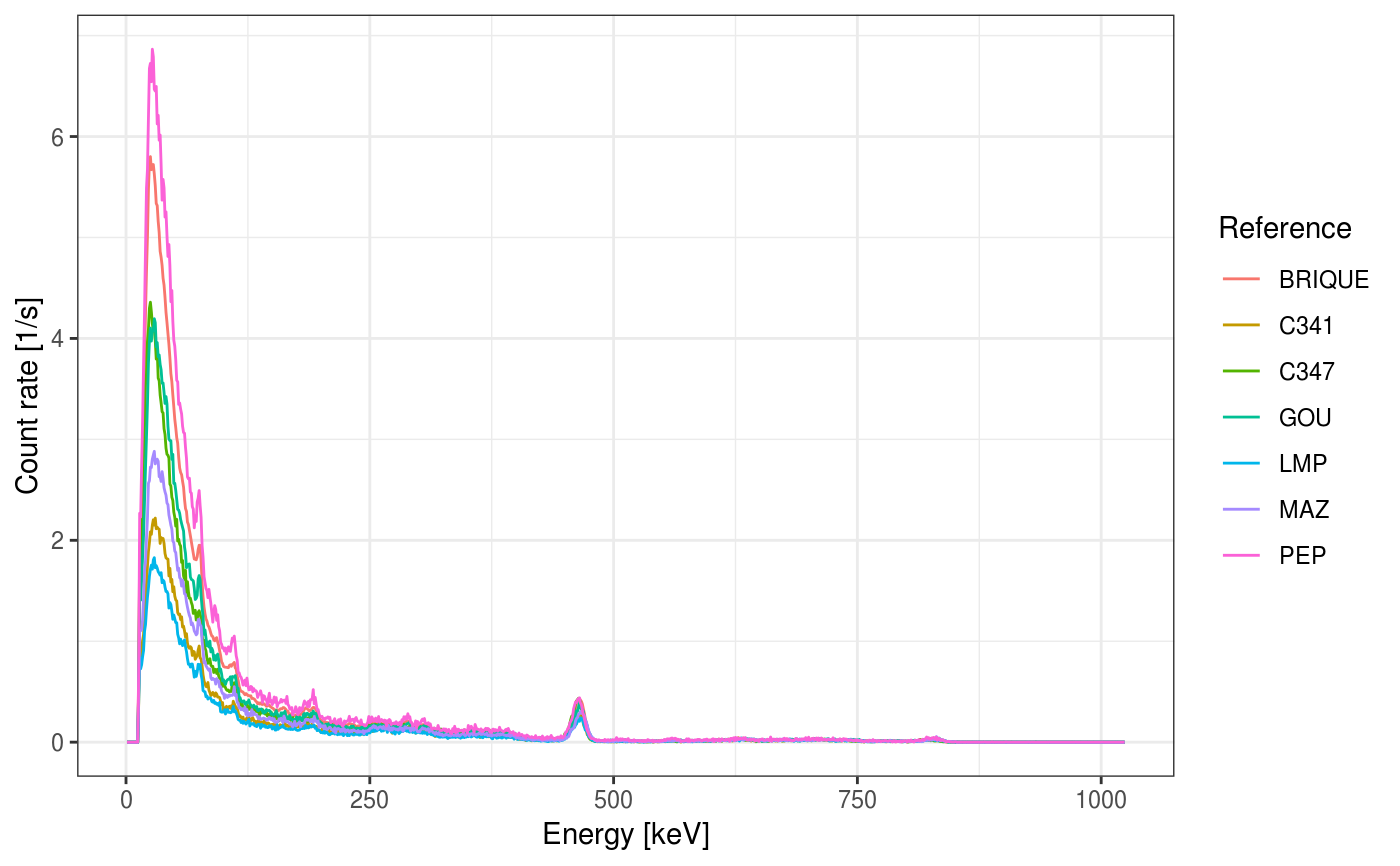 6
4
2
0
Count rate [1/s]
0 250 500 750 1000
Energy [keV]
Reference
BRIQUE
C341
C347
GOU
LMP
MAZ
PEP